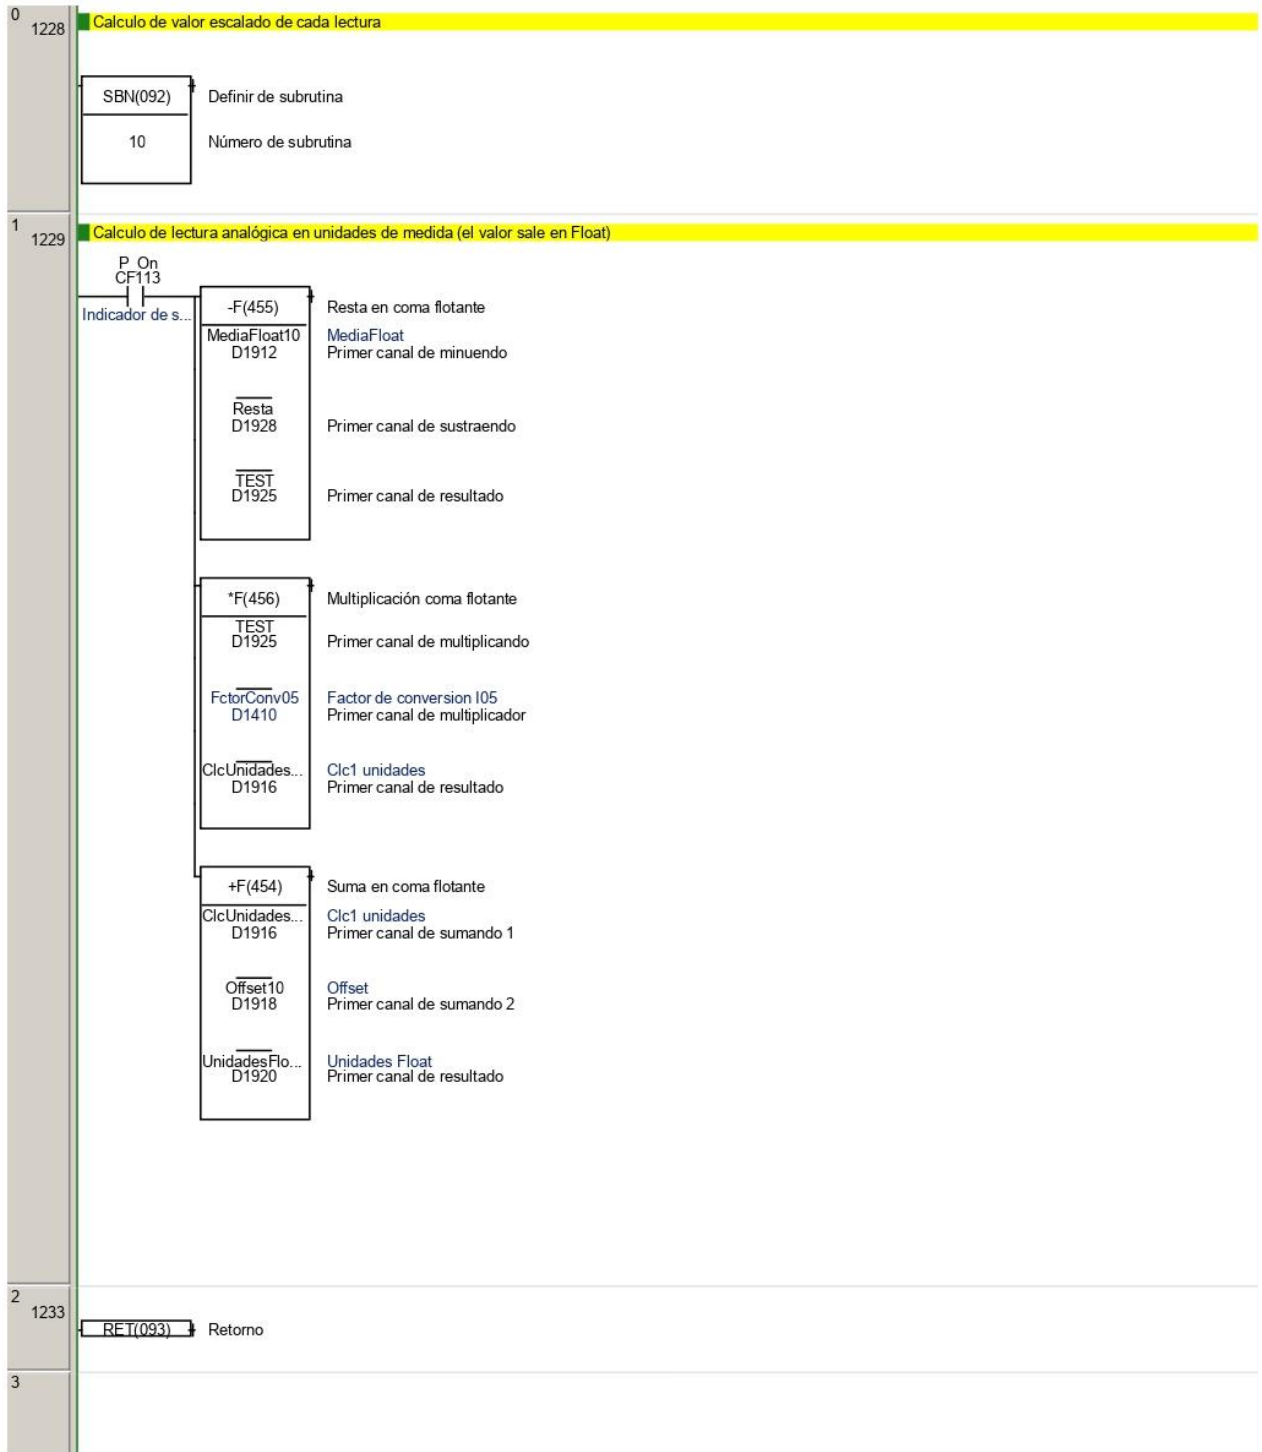 0
1228
Calculo de valor escalado de cada lectura
SBN(092) Definir de subrutina
10 Número de subrutina
1
1229
Calculo de lectura analógica en unidades de medida (el valor sale en Float)
P_On
CF113
Indicador de s...
-F(455) Resta en coma flotante
MediaFloat10 MediaFloat
D1912 Primer canal de minuendo
Resta
D1928 Primer canal de sustraendo
TEST
D1925 Primer canal de resultado
*F(456) Multiplicación coma flotante
TEST
D1925 Primer canal de multiplicando
FctorConv05 Factor de conversion I05
D1410 Primer canal de multiplicador
ClcUnidades... Clc1 unidades
D1916 Primer canal de resultado
+F(454) Suma en coma flotante
ClcUnidades... Clc1 unidades
D1916 Primer canal de sumando 1
Offset10 Offset
D1918 Primer canal de sumando 2
UnidadesFlo... Unidades Float
D1920 Primer canal de resultado
2
1233
RET(093) Retorno
3